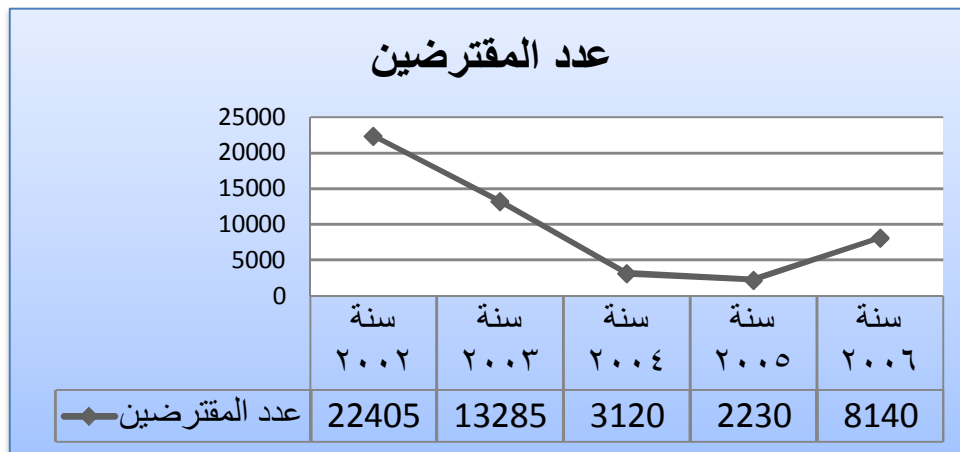 عدد المقترضين
25000
20000
15000
10000
5000
0
سنة ٢٠٠٢
سنة ٢٠٠٣
سنة ٢٠٠٤
سنة ٢٠٠٥
سنة ٢٠٠٦
عدد المقترضين 22405 13285 3120 2230 8140